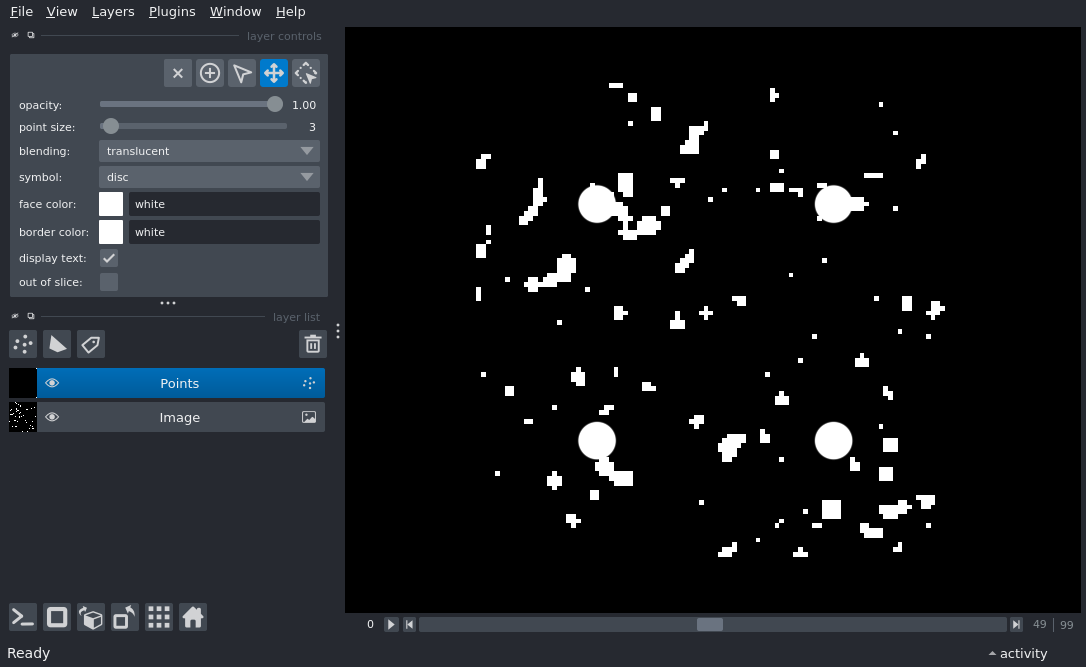 File View Layers Plugins Window Help
layer controls
opacity: 1.00
point size: 3
blending: translucent
symbol: disc
face color: white
border color: white
display text:
out of slice:
layer list
Points
Image
0 49 99
Ready activity